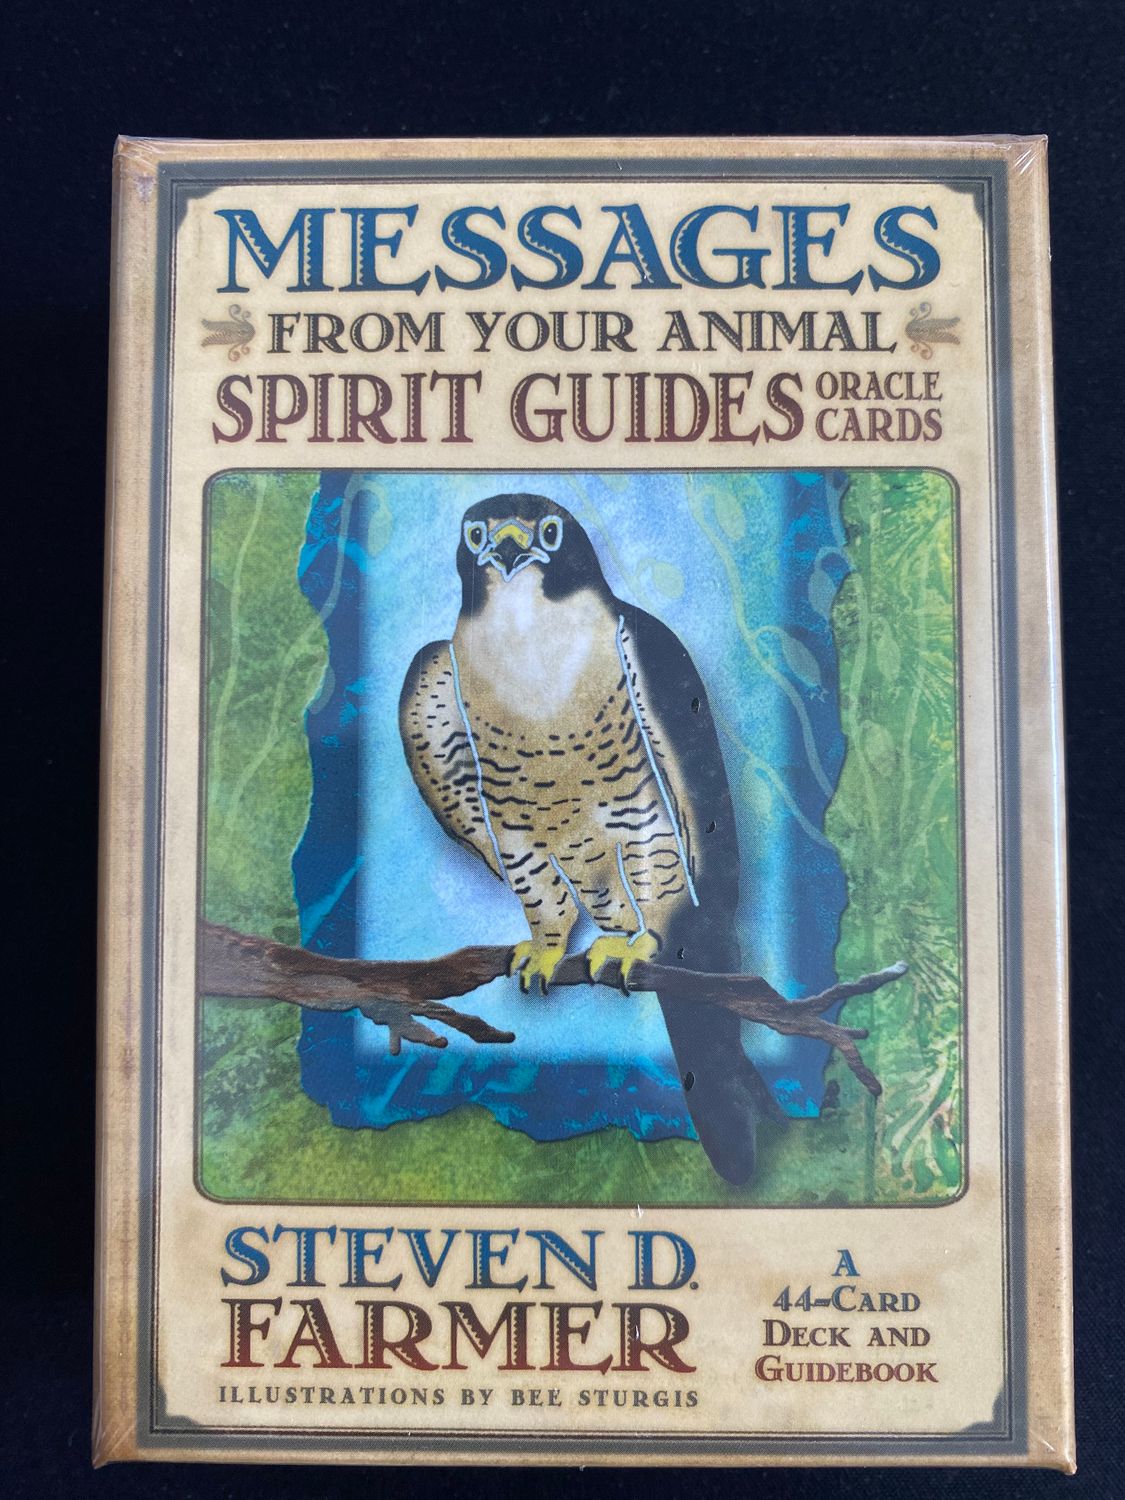 MESSAGES
FROM YOUR ANIMAL
SPIRIT GUIDES ORACLE CARDS
STEVEN D.
FARMER
ILLUSTRATIONS BY BEE STURGIS
A
44-CARD
DECK AND
GUIDEBOOK